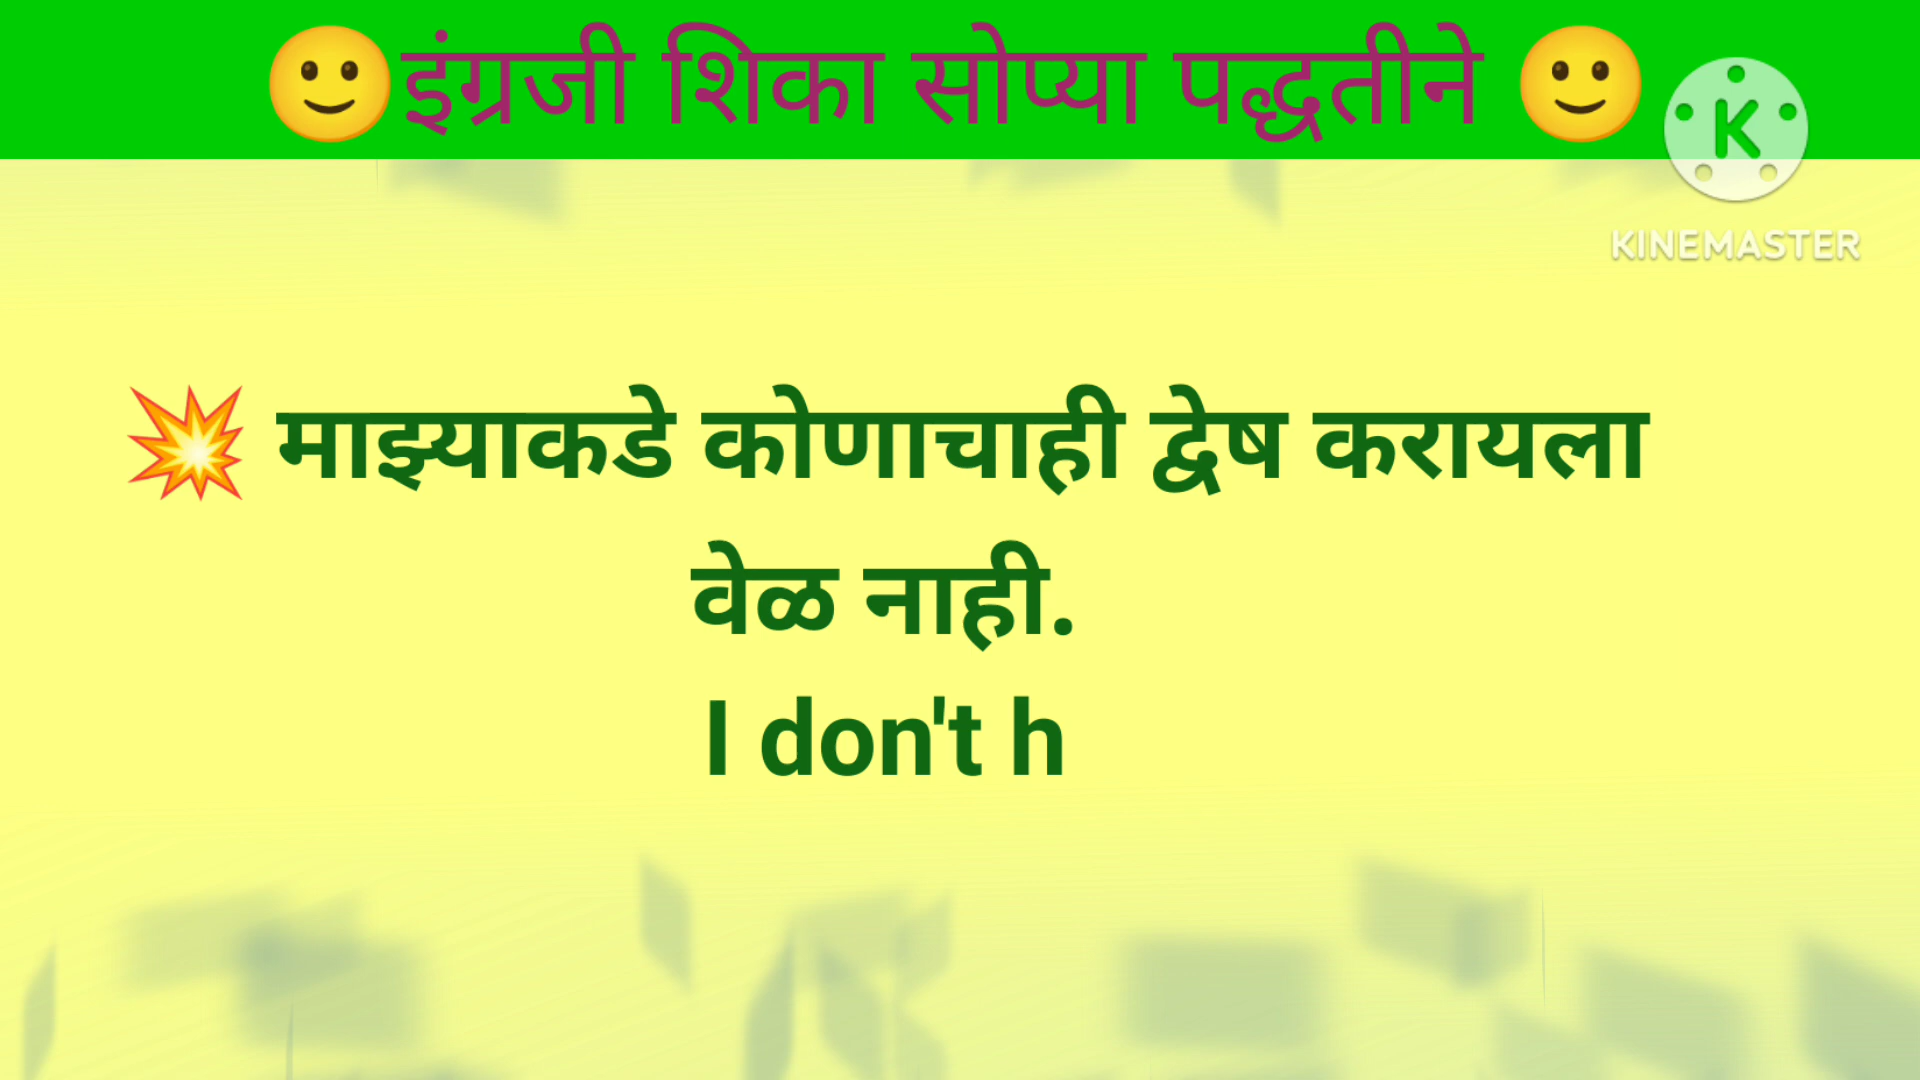 🙂इंग्रजी शिका सोप्या पद्धतीने 🙂
K
KINEMASTER
💥 माझ्याकडे कोणाचाही द्वेष करायला
वेळ नाही.
I don't h